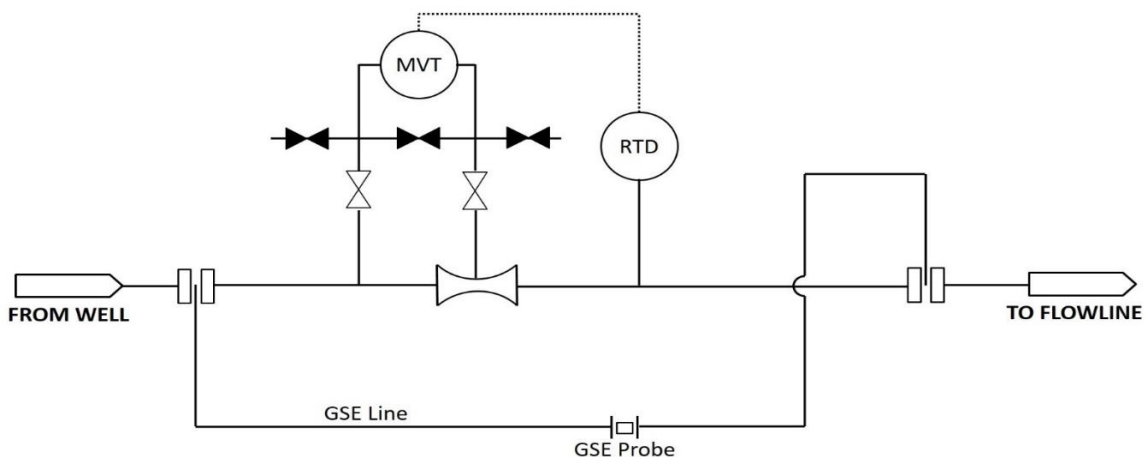 MVT
RTD
FROM WELL
TO FLOWLINE
GSE Line
GSE Probe